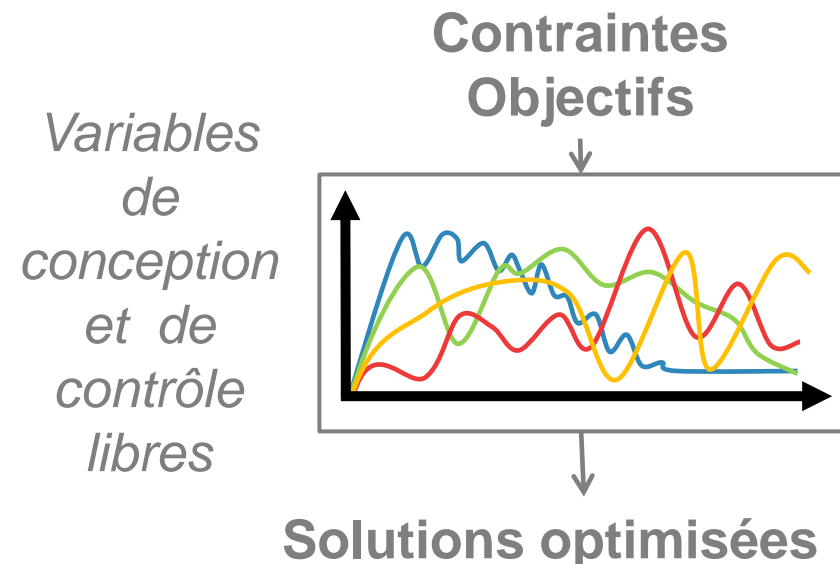 Contraintes
Objectifs
Variables
de
conception
et de
contrôle
libres
Solutions optimisées